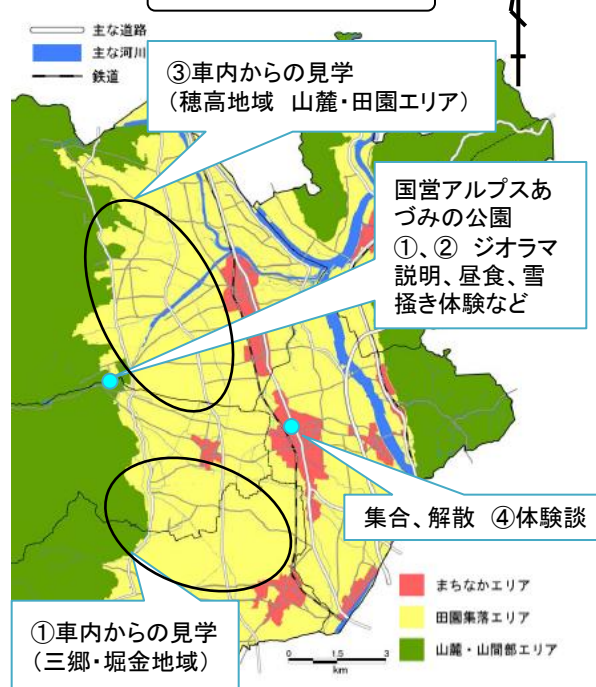 主な道路
主な河川
鉄道
③車内からの見学
(穂高地域 山麓・田園エリア)
国営アルプスあ
づみの公園
①、② ジオラマ
説明、昼食、雪
掻き体験など
集合、解散 ④体験談
①車内からの見学
(三郷・堀金地域)
まちなかエリア
田園集落エリア
山麓・山間部エリア
0 1.5 3
km